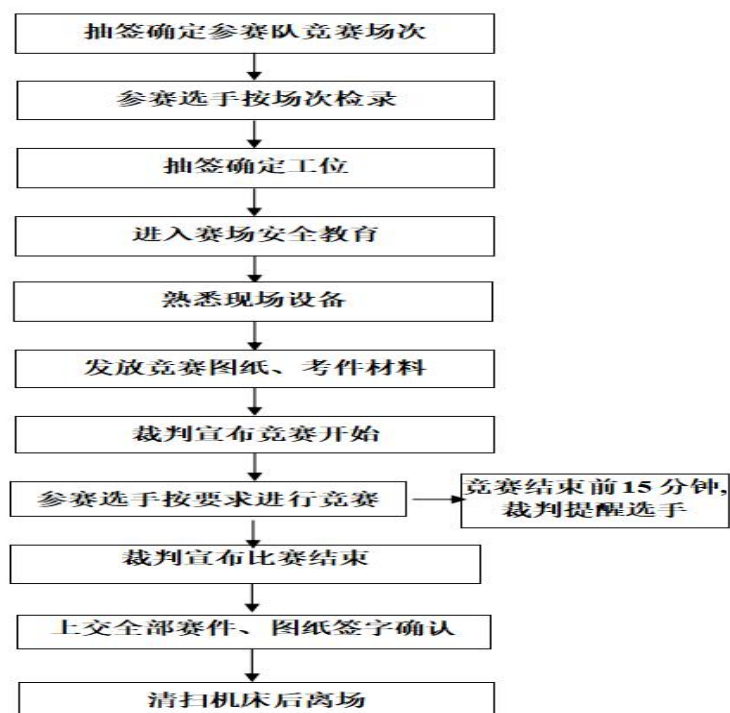 抽签确定参赛队竞赛场次
参赛选手按场次检录
抽签确定工位
进入赛场安全教育
熟悉现场设备
发放竞赛图纸、考件材料
裁判宣布竞赛开始
参赛选手按要求进行竞赛
竞赛结束前15分钟,
裁判提醒选手
裁判宣布比赛结束
上交全部赛件、图纸签字确认
清扫机床后离场